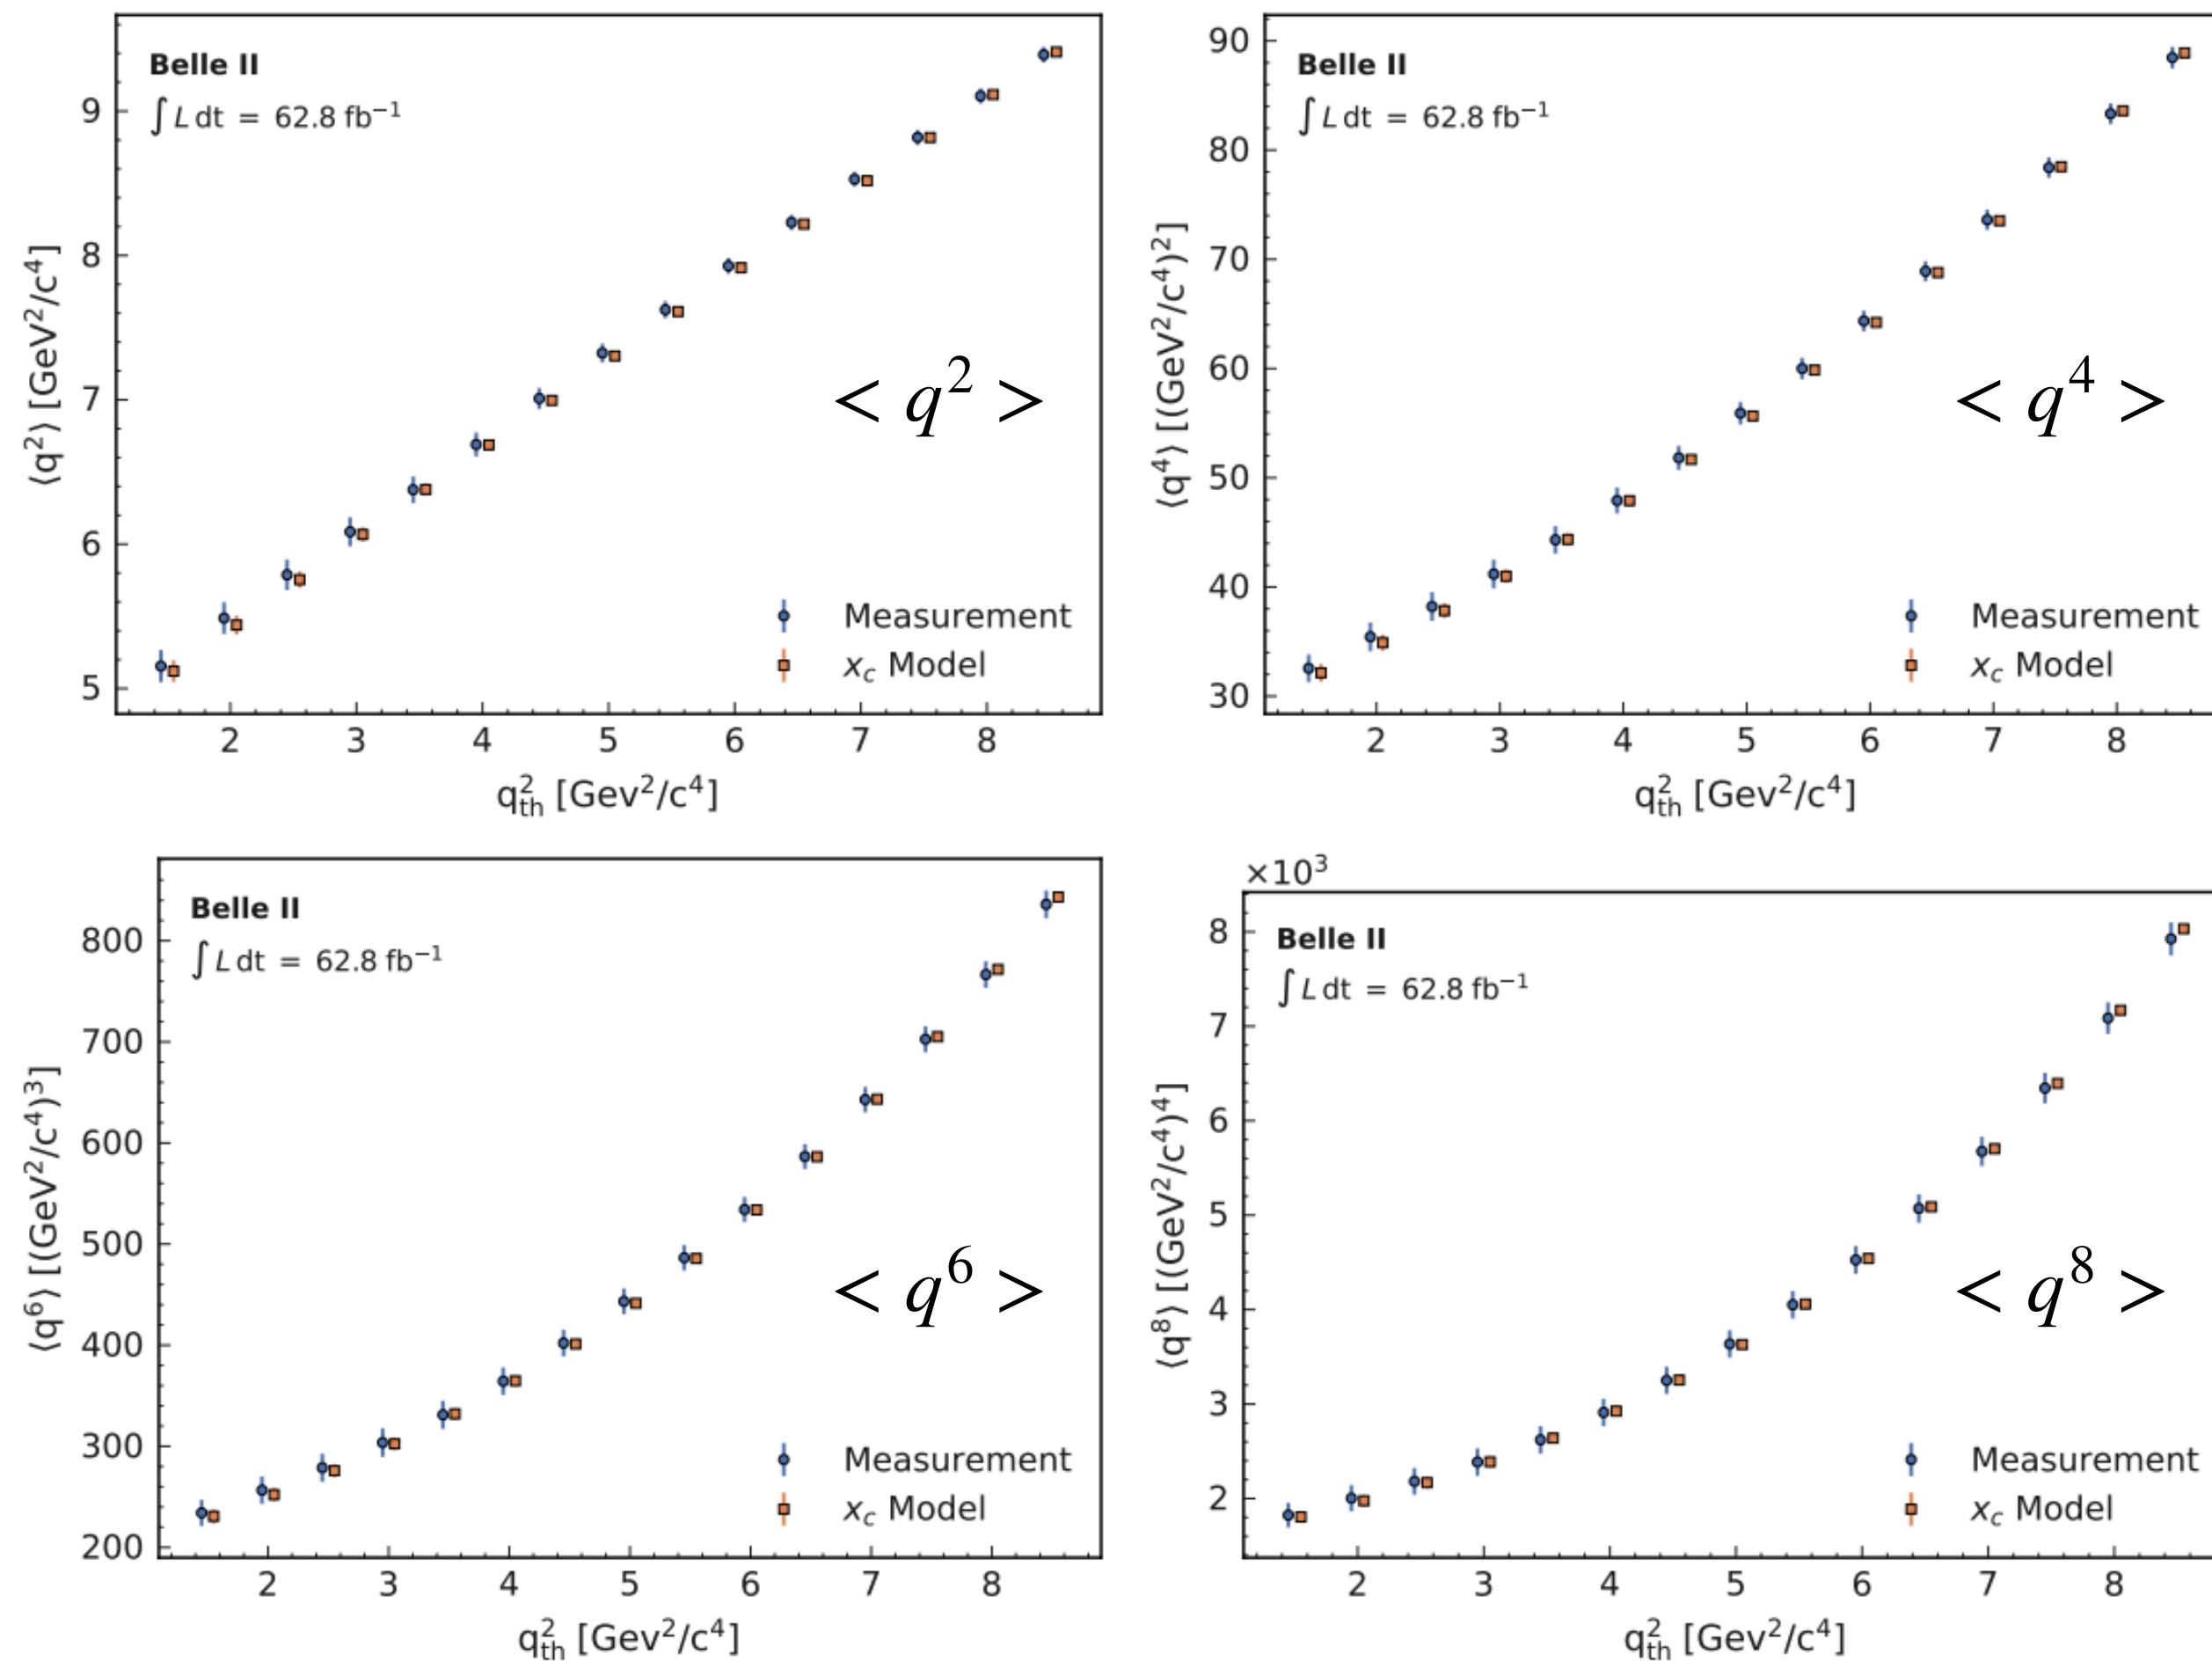 Belle II
∫ L dt = 62.8 fb⁻¹
⟨q²⟩ [GeV²/c⁴]
9
8
7
6
5
< q² >
Measurement
x_c Model
2 3 4 5 6 7 8
q²_th [Gev²/c⁴]
Belle II
∫ L dt = 62.8 fb⁻¹
⟨q⁴⟩ [(GeV²/c⁴)²]
90
80
70
60
50
40
30
< q⁴ >
Measurement
x_c Model
2 3 4 5 6 7 8
q²_th [Gev²/c⁴]
Belle II
∫ L dt = 62.8 fb⁻¹
⟨q⁶⟩ [(GeV²/c⁴)³]
800
700
600
500
400
300
200
< q⁶ >
Measurement
x_c Model
2 3 4 5 6 7 8
q²_th [Gev²/c⁴]
×10³
Belle II
∫ L dt = 62.8 fb⁻¹
⟨q⁸⟩ [(GeV²/c⁴)⁴]
8
7
6
5
4
3
2
< q⁸ >
Measurement
x_c Model
2 3 4 5 6 7 8
q²_th [Gev²/c⁴]